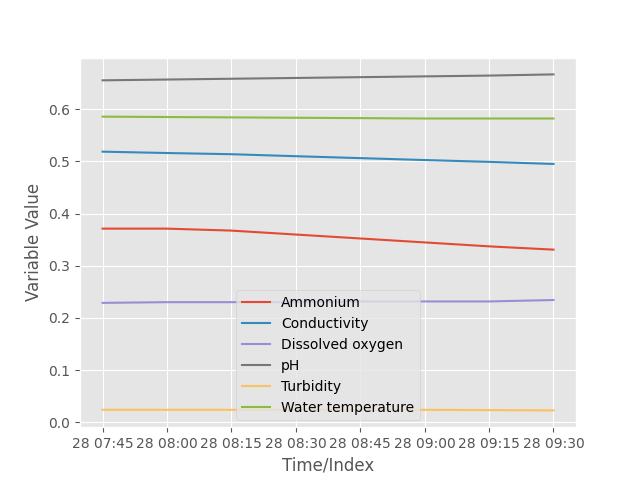 Variable Value
0.6
0.5
0.4
0.3
0.2
0.1
0.0
Ammonium
Conductivity
Dissolved oxygen
pH
Turbidity
Water temperature
28 07:45 28 08:00 28 08:15 28 08:30 28 08:45 28 09:00 28 09:15 28 09:30
Time/Index